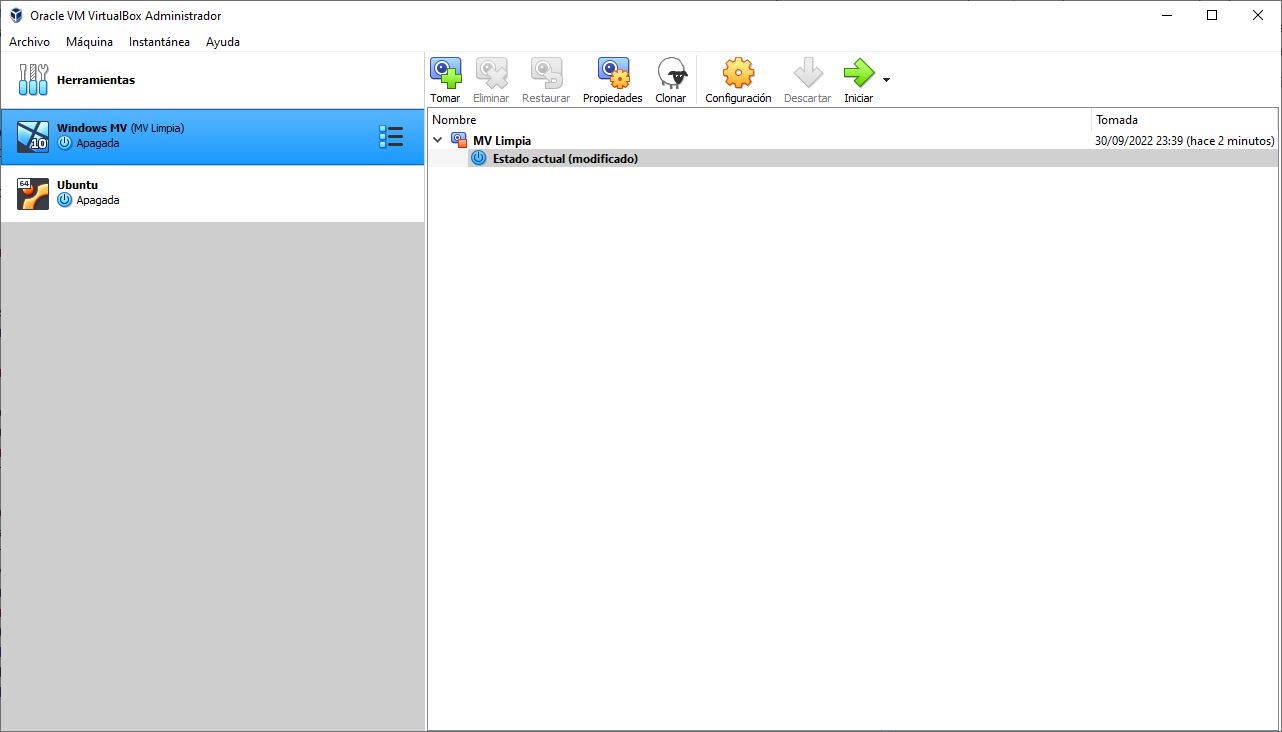 Oracle VM VirtualBox Administrador
Archivo Máquina Instantánea Ayuda
Herramientas
Tomar Eliminar Restaurar Propiedades Clonar Configuración Descartar Iniciar
Windows MV (MV Limpia)
10
Apagada
64
Ubuntu
Apagada
Nombre Tomada
MV Limpia 30/09/2022 23:39 (hace 2 minutos)
Estado actual (modificado)